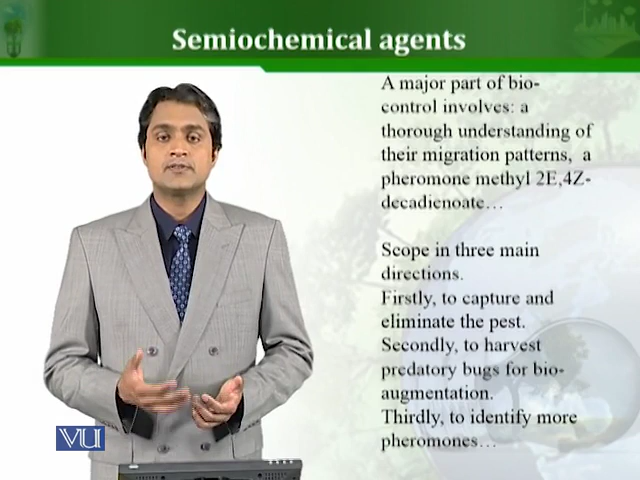 Semiochemical agents
A major part of bio-
control involves: a
thorough understanding of
their migration patterns,  a
pheromone methyl 2E,4Z-
decadienoate…
Scope in three main
directions.
Firstly, to capture and
eliminate the pest.
Secondly, to harvest
predatory bugs for bio-
augmentation.
Thirdly, to identify more
pheromones…
VU